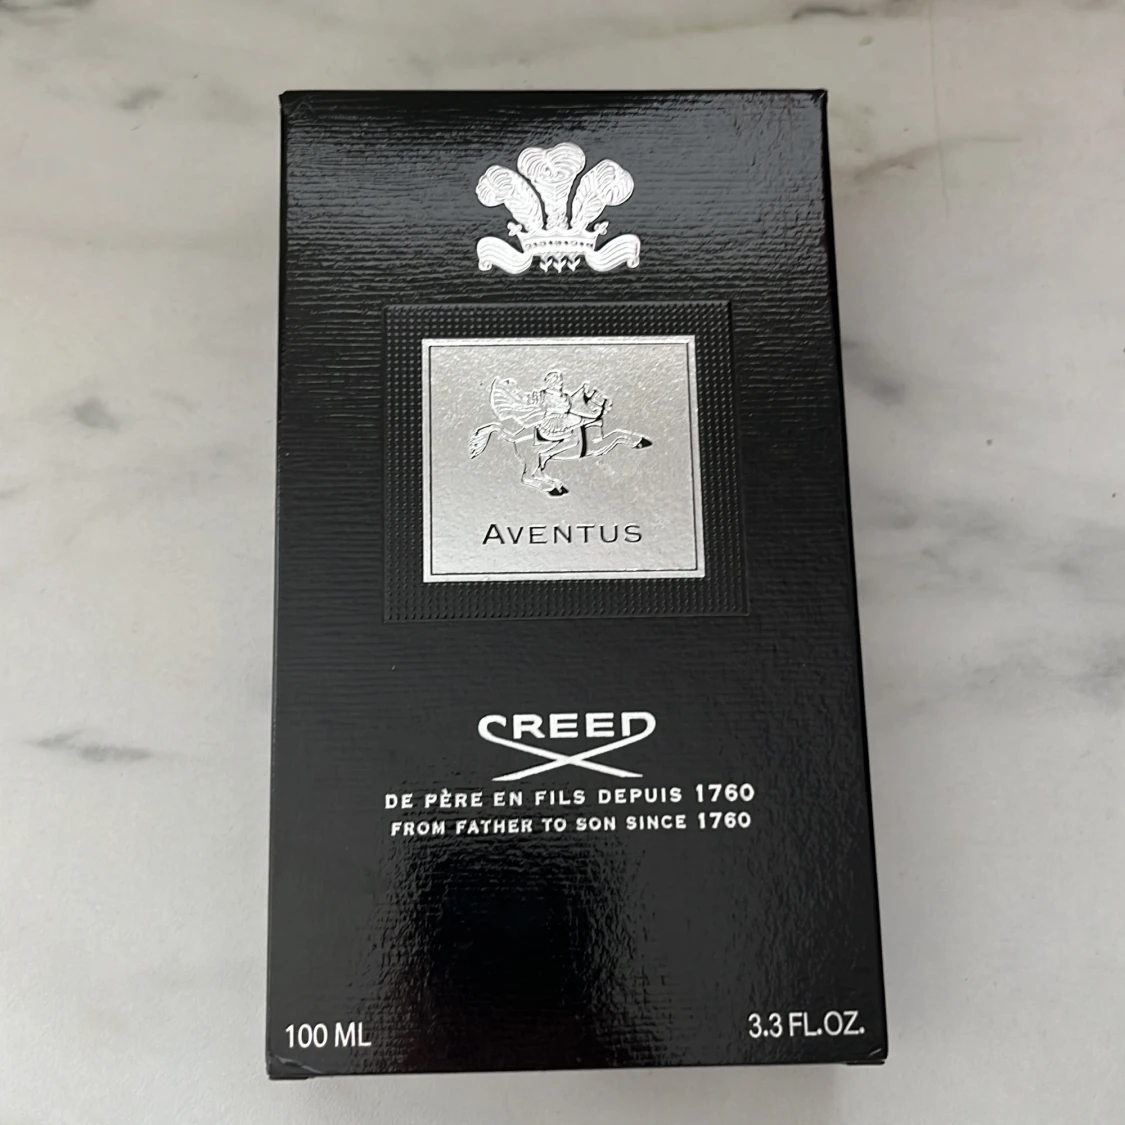 AVENTUS
CREED
DE PÈRE EN FILS DEPUIS 1760
FROM FATHER TO SON SINCE 1760
100 ML
3.3 FL.OZ.